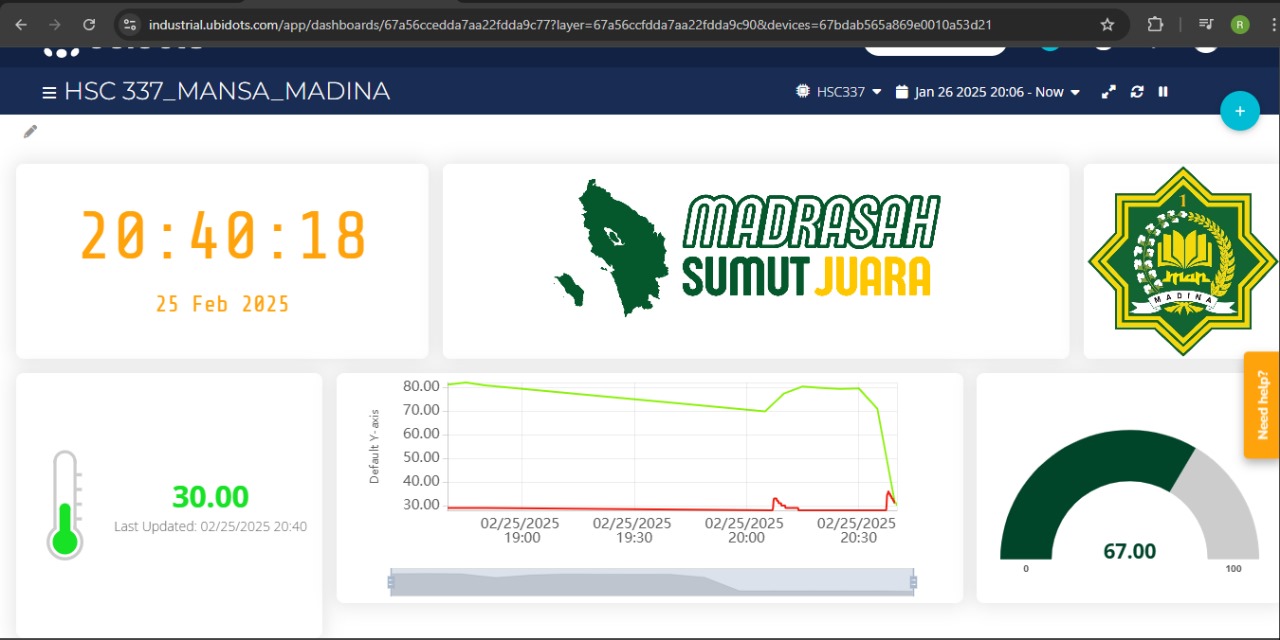 industrial.ubidots.com/app/dashboards/67a56ccedda7aa22fdda9c77?layer=67a56ccfdda7aa22fdda9c90&devices=67bdab565a869e0010a53d21
R
HSC 337_MANSA_MADINA
HSC337
Jan 26 2025 20:06 - Now
+
20:40:18
25 Feb 2025
MADRASAH
SUMUT JUARA
1
man
MADINA
Need help?
30.00
Last Updated: 02/25/2025 20:40
Default Y-axis
80.00
70.00
60.00
50.00
40.00
30.00
02/25/2025 02/25/2025 02/25/2025 02/25/2025
19:00 19:30 20:00 20:30
67.00
0 100